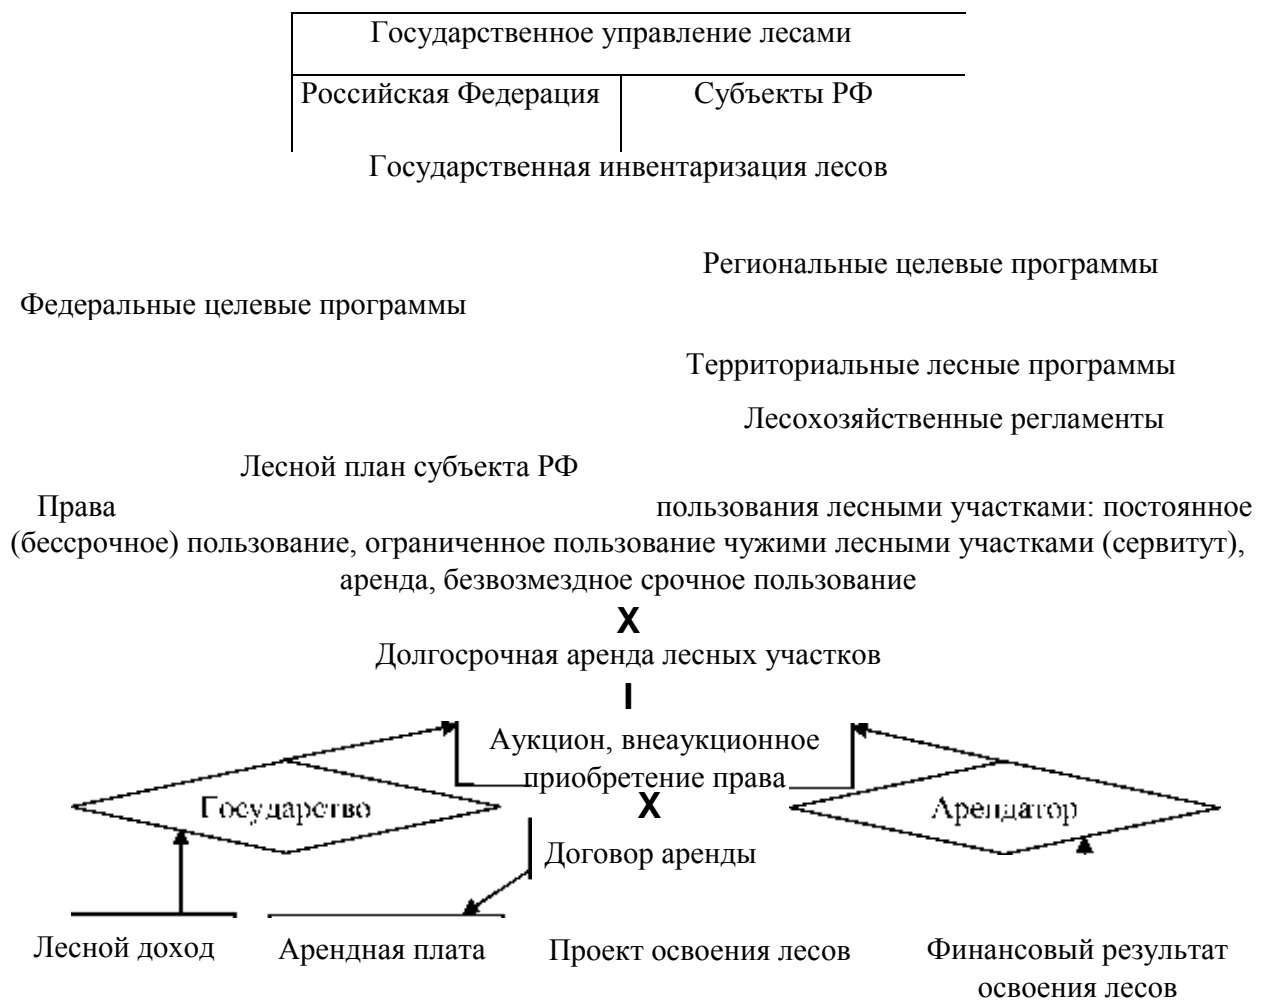 Государственное управление лесами
Российская Федерация Субъекты РФ
Государственная инвентаризация лесов
Региональные целевые программы
Федеральные целевые программы
Территориальные лесные программы
Лесохозяйственные регламенты
Лесной план субъекта РФ
Права пользования лесными участками: постоянное
(бессрочное) пользование, ограниченное пользование чужими лесными участками (сервитут),
аренда, безвозмездное срочное пользование
X
Долгосрочная аренда лесных участков
I
Аукцион, внеаукционное
приобретение права
Государство X Арендатор
Договор аренды
Лесной доход Арендная плата Проект освоения лесов Финансовый результат
освоения лесов